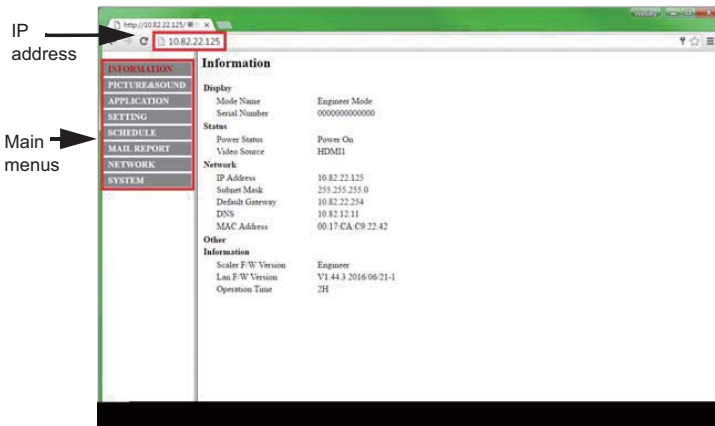 IP
address
Main
menus
http://10.82.22.125/
10.82.22.125
INFORMATION
PICTURE&SOUND
APPLICATION
SETTING
SCHEDULE
MAIL REPORT
NETWORK
SYSTEM
Information
Display
Mode Name Engineer Mode
Serial Number 0000000000000
Status
Power Status Power On
Video Source HDMI1
Network
IP Address 10.82.22.125
Subnet Mask 255.255.255.0
Default Gateway 10.82.22.254
DNS 10.82.12.11
MAC Address 00:17:CA:C9:22:42
Other
Information
Scaler F/W Version Engineer
Lan F/W Version V1.44.3 2016/06/21-1
Operation Time 2H